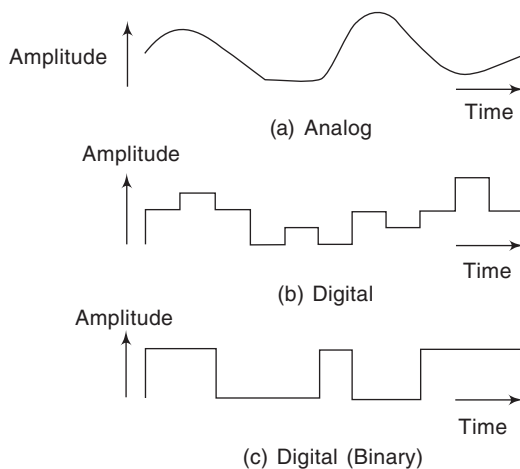 Amplitude
Time
(a) Analog
Amplitude
Time
(b) Digital
Amplitude
Time
(c) Digital (Binary)